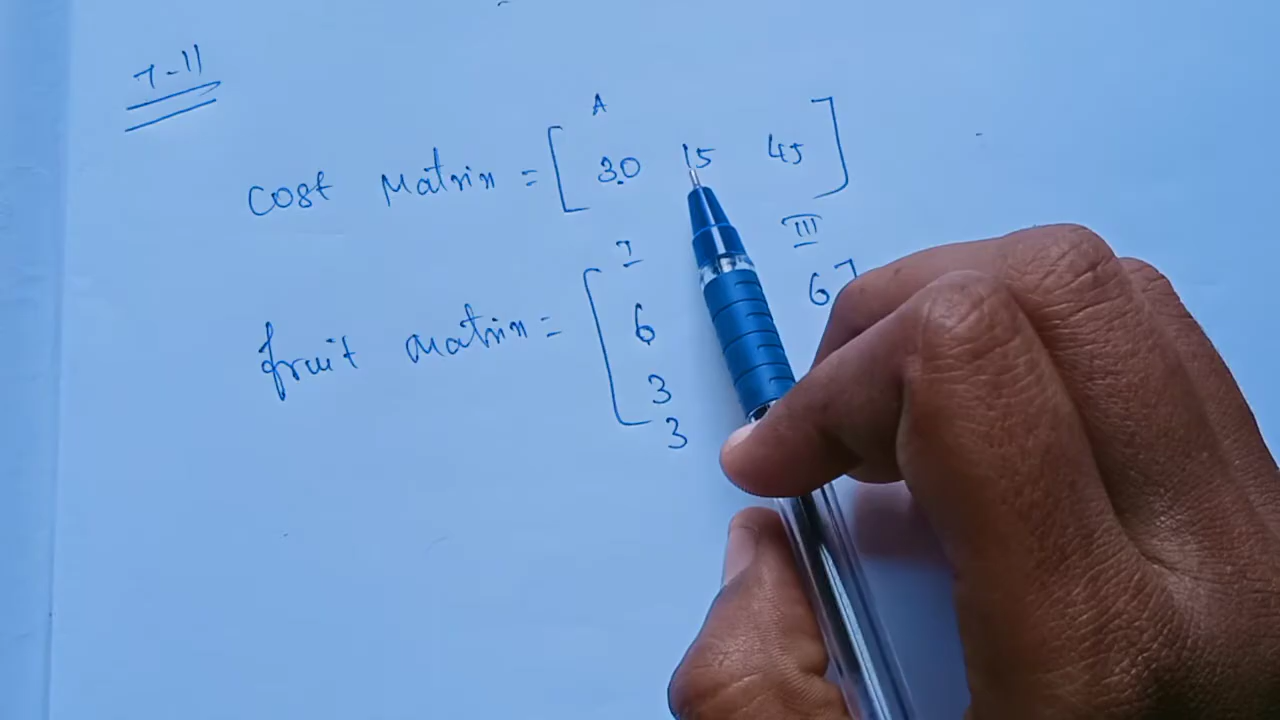 7-11
A
Cost Matrix = [ 30 15 45 ]
I III
fruit Matrix = [ 6 6 ]
3
3